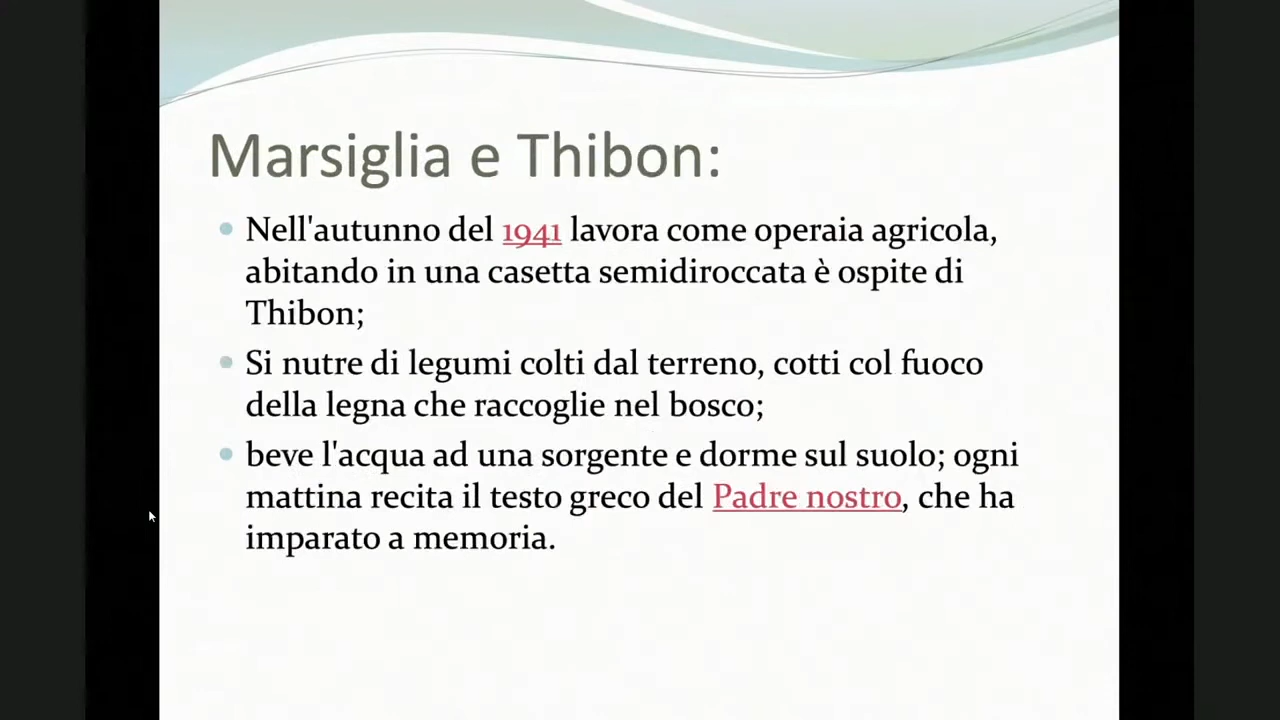 Marsiglia e Thibon:
Nell'autunno del 1941 lavora come operaia agricola,
abitando in una casetta semidiroccata è ospite di
Thibon;
Si nutre di legumi colti dal terreno, cotti col fuoco
della legna che raccoglie nel bosco;
beve l'acqua ad una sorgente e dorme sul suolo; ogni
mattina recita il testo greco del Padre nostro, che ha
imparato a memoria.